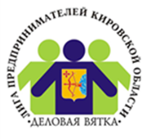 ЛИГА ПРЕДПРИНИМАТЕЛЕЙ КИРОВСКОЙ ОБЛАСТИ
•ДЕЛОВАЯ ВЯТКА•